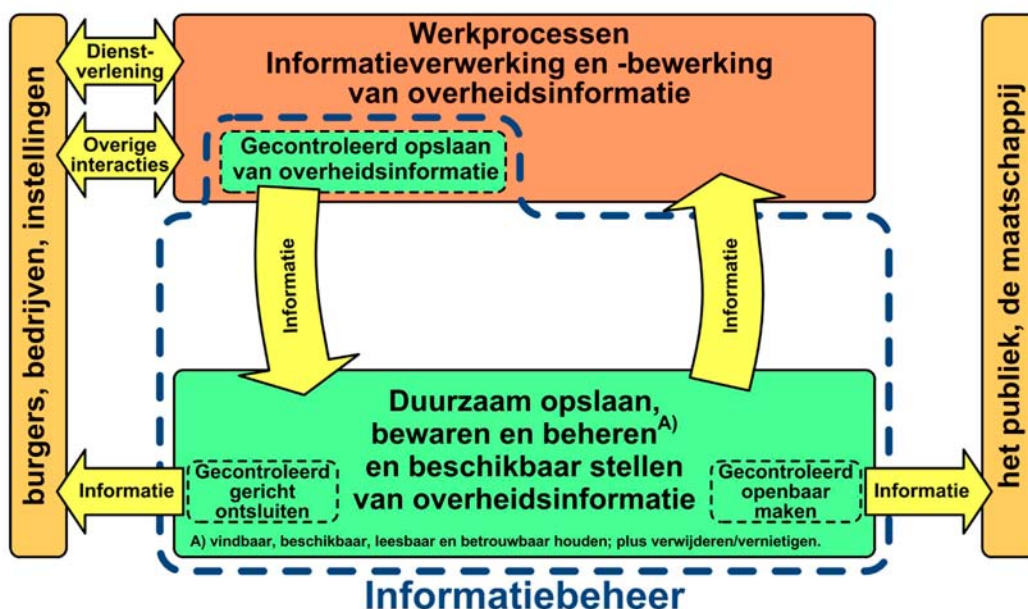 burgers, bedrijven, instellingen
Dienst-
verlening
Overige
interacties
Werkprocessen
Informatieverwerking en -bewerking
van overheidsinformatie
Gecontroleerd opslaan
van overheidsinformatie
Informatie
Informatie
Duurzaam opslaan,
bewaren en beheren A)
en beschikbaar stellen
van overheidsinformatie
Informatie
Gecontroleerd
gericht
ontsluiten
Gecontroleerd
openbaar
maken
Informatie
A) vindbaar, beschikbaar, leesbaar en betrouwbaar houden; plus verwijderen/vernietigen.
het publiek, de maatschappij
Informatiebeheer